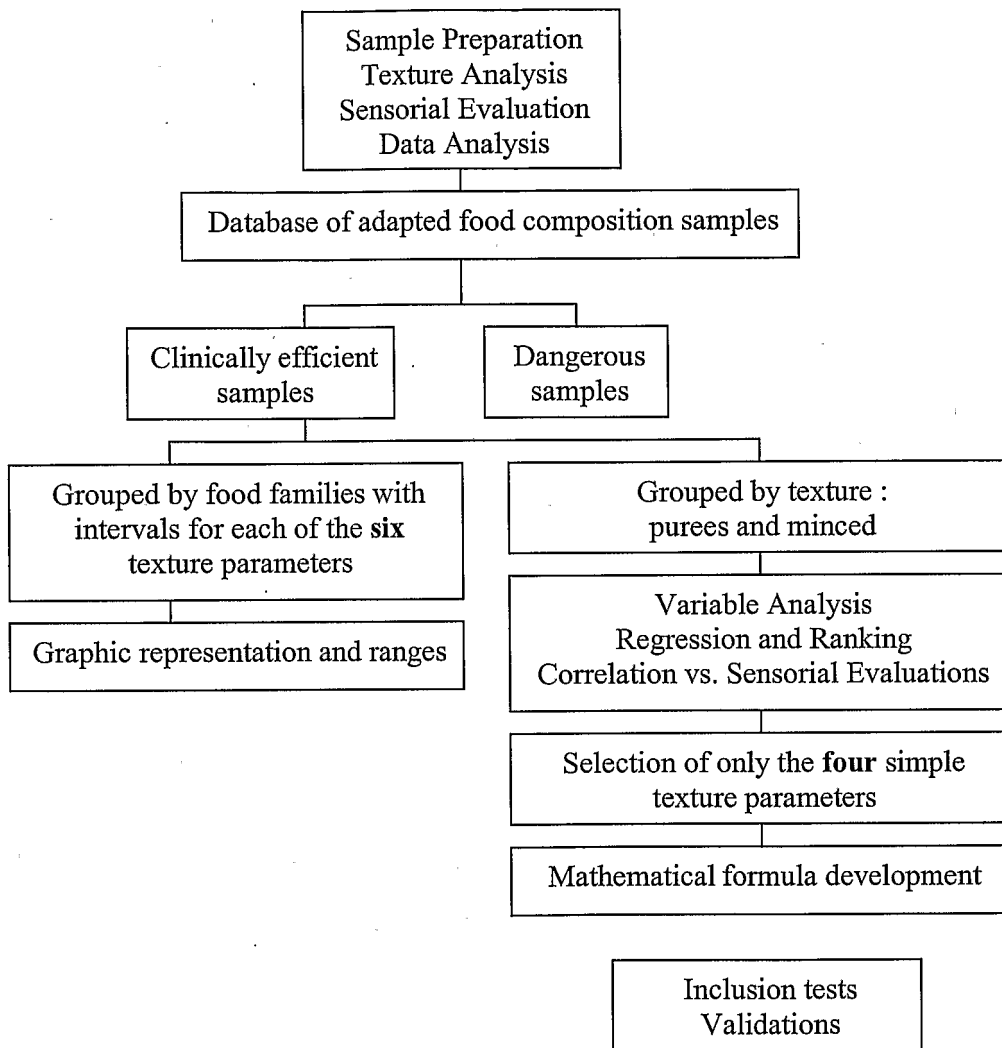 Sample Preparation
Texture Analysis
Sensorial Evaluation
Data Analysis
Database of adapted food composition samples
Clinically efficient
samples
Dangerous
samples
Grouped by food families with
intervals for each of the six
texture parameters
Graphic representation and ranges
Grouped by texture :
purees and minced
Variable Analysis
Regression and Ranking
Correlation vs. Sensorial Evaluations
Selection of only the four simple
texture parameters
Mathematical formula development
Inclusion tests
Validations